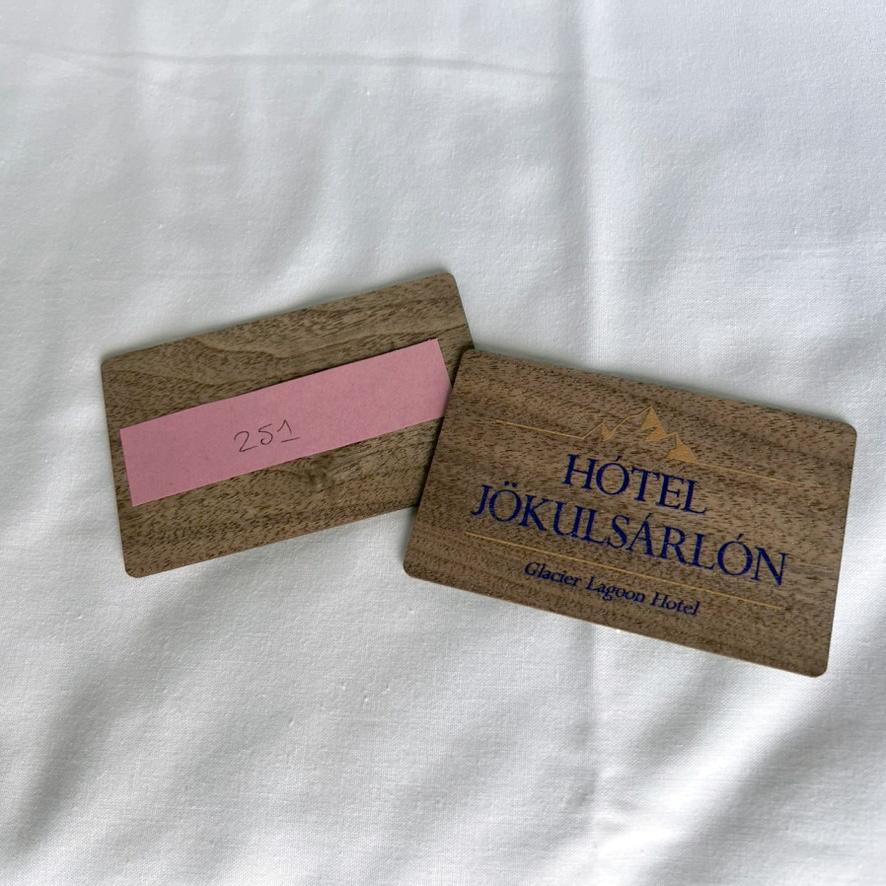 251
HÓTEL
JÖKULSÁRLÓN
Glacier Lagoon Hotel